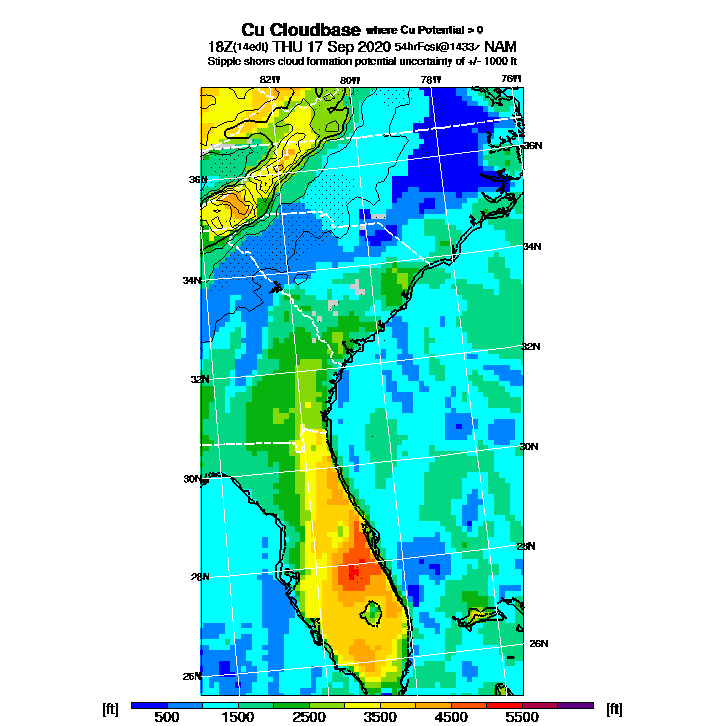 Cu Cloudbase where Cu Potential > 0
18Z(14edt) THU 17 Sep 2020 54hrFcst@1433z NAM
Stipple shows cloud formation potential uncertainty of +/- 1000 ft
82W 80W 78W 76W
36N 36N
34N 34N
32N 32N
30N 30N
28N 28N
26N 26N
[ft] 500 1500 2500 3500 4500 5500 [ft]